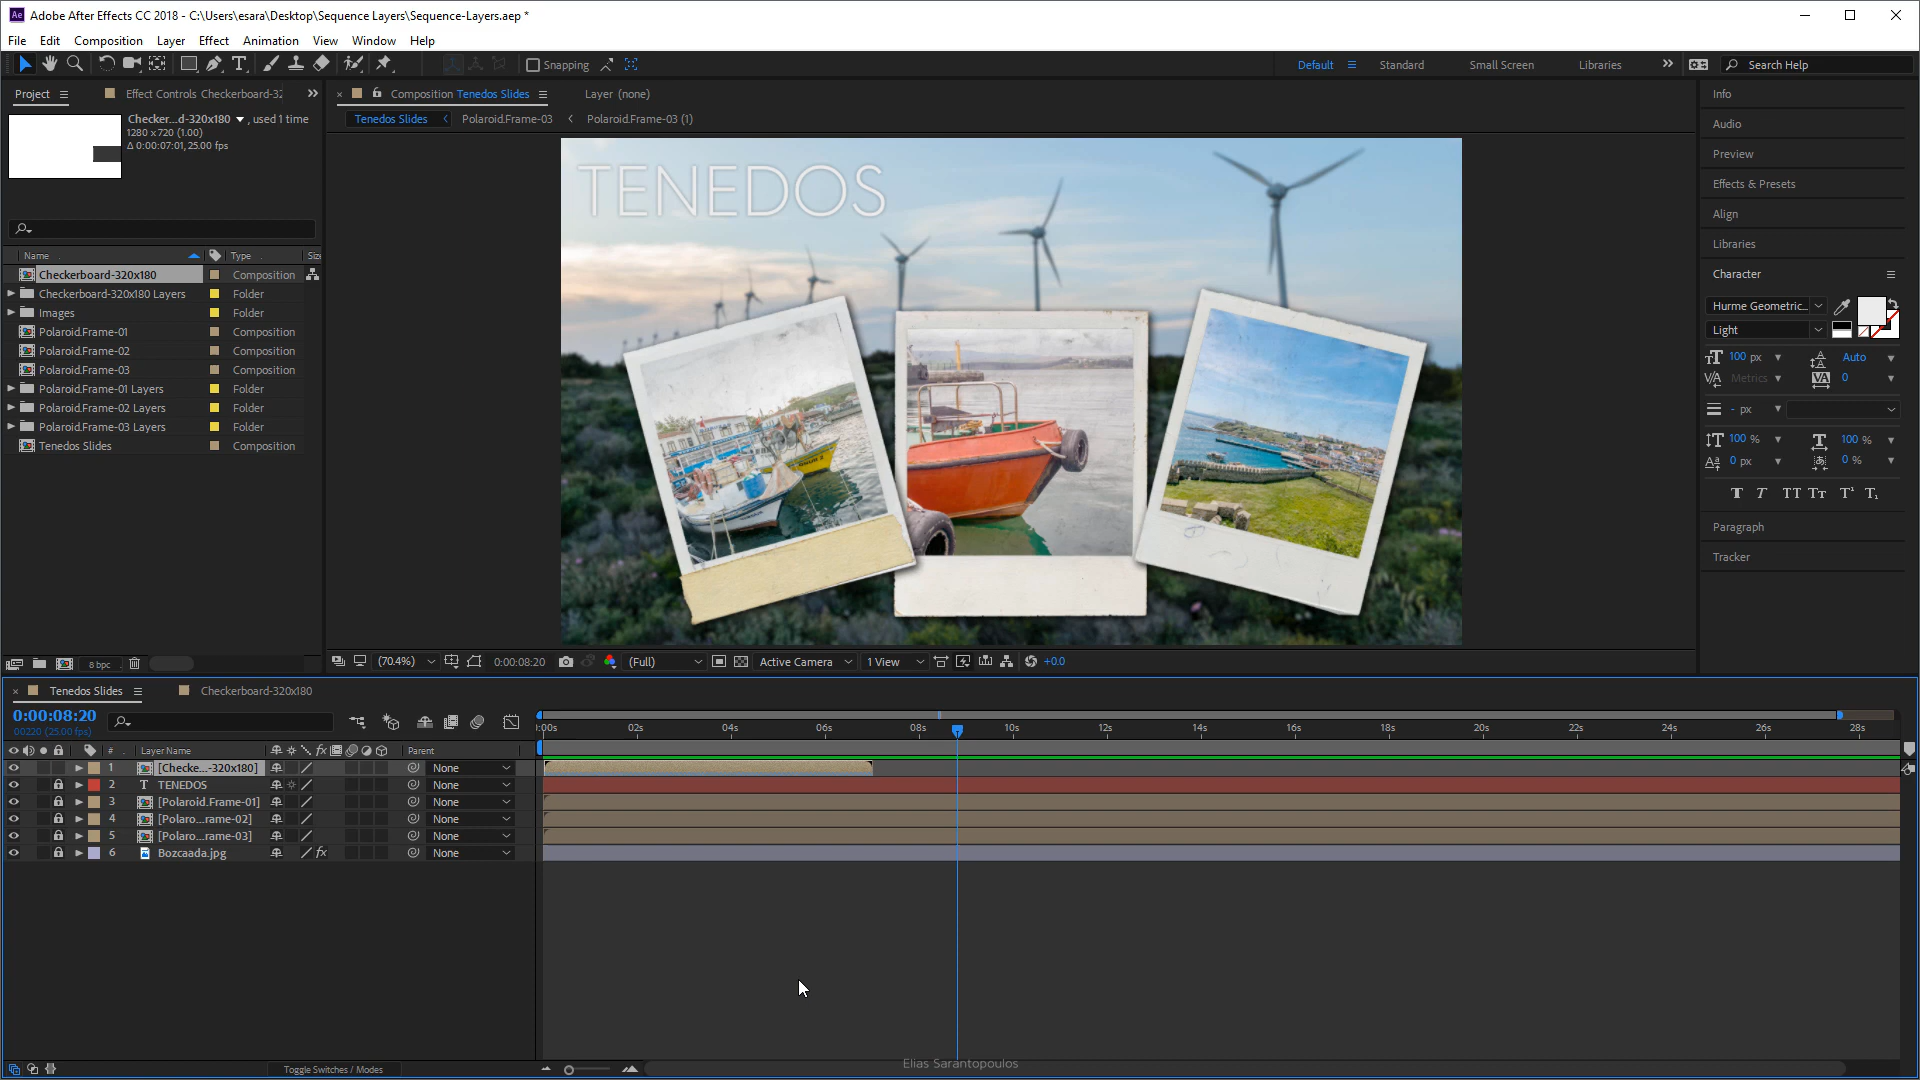 Adobe After Effects CC 2018 - C:\Users\esara\Desktop\Sequence Layers\Sequence-Layers.aep *
File Edit Composition Layer Effect Animation View Window Help
Snapping Default Standard Small Screen Libraries Search Help
Project Effect Controls Checkerboard-32 Composition Tenedos Slides Layer (none) Info
Checker...d-320x180 , used 1 time Tenedos Slides Polaroid.Frame-03 Polaroid.Frame-03 (1)
1280 x 720 (1.00)
Δ 0:00:07:01, 25.00 fps
Audio
Preview
Effects & Presets
Align
Libraries
Character
Hurme Geometric...
Light
100 px Auto
Metrics 0
- px
100 % 100 %
0 px 0 %
T T TT Tt T¹ T₁
Paragraph
Tracker
Name Type Size
Checkerboard-320x180 Composition
Checkerboard-320x180 Layers Folder
Images Folder
Polaroid.Frame-01 Composition
Polaroid.Frame-02 Composition
Polaroid.Frame-03 Composition
Polaroid.Frame-01 Layers Folder
Polaroid.Frame-02 Layers Folder
Polaroid.Frame-03 Layers Folder
Tenedos Slides Composition
TENEDOS
8 bpc (70.4%) 0:00:08:20 (Full) Active Camera 1 View +0.0
Tenedos Slides Checkerboard-320x180
0:00:08:20
00220 (25.00 fps)
:00s 02s 04s 06s 08s 10s 12s 14s 16s 18s 20s 22s 24s 26s 28s
# Layer Name fx Parent
1 [Checke...-320x180] None
2 T TENEDOS None
3 [Polaroid.Frame-01] None
4 [Polaro...rame-02] None
5 [Polaro...rame-03] None
6 Bozcaada.jpg fx None
Toggle Switches / Modes
Elias Sarantopoulos